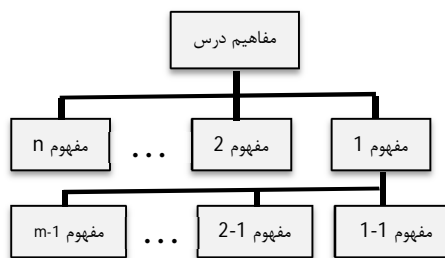 مفاهیم درس
مفهوم 1
مفهوم 2
...
مفهوم n
مفهوم 1-1
مفهوم 2-1
...
مفهوم m-1